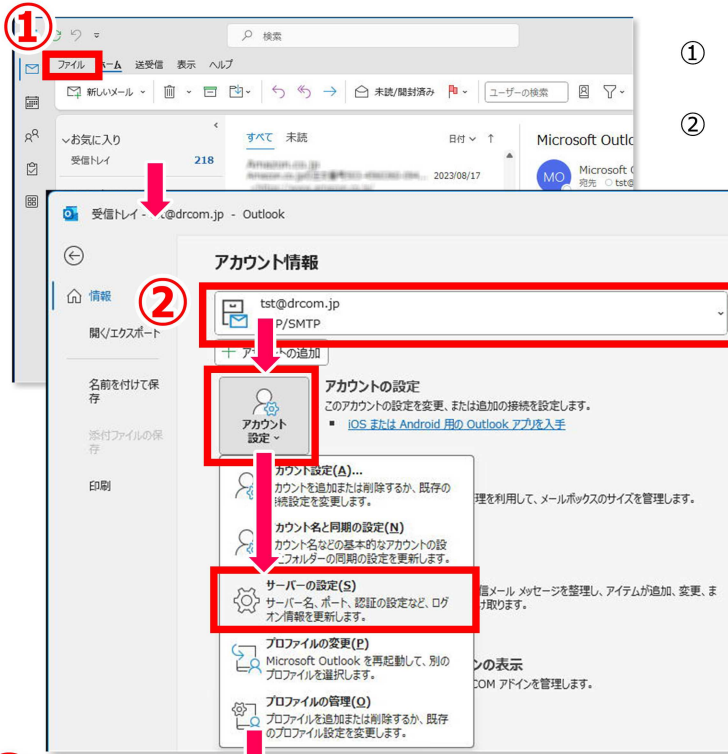 ①
検索
①
ファイル ホーム 送受信 表示 ヘルプ
新しいメール
未読/開封済み
ユーザーの検索
②
お気に入り
すべて 未読
日付
Microsoft Outlo
受信トレイ 218
2023/08/17
MO
Microsoft
宛先 tst@
受信トレイ - tst@drcom.jp - Outlook
アカウント情報
情報
②
tst@drcom.jp
P/SMTP
開く/エクスポート
アカウントの追加
名前を付けて保
存
アカウントの設定
このアカウントの設定を変更、または追加の接続を設定します。
アカウント
設定
iOS または Android 用の Outlook アプリを入手
添付ファイルの保
存
印刷
カウント設定(A)...
カウントを追加または削除するか、既存の
接続設定を変更します。
理を利用して、メールボックスのサイズを管理します。
カウント名と同期の設定(N)
カウント名などの基本的なアカウントの設
フォルダーの同期の設定を更新します。
サーバーの設定(S)
サーバー名、ポート、認証の設定など、ログ
オン情報を更新します。
信メール メッセージを整理し、アイテムが追加、変更、ま
け取ります。
プロファイルの変更(P)
Microsoft Outlook を再起動して、別の
プロファイルを選択します。
ンの表示
COM アドインを管理します。
プロファイルの管理(O)
プロファイルを追加または削除するか、既存
のプロファイル設定を変更します。